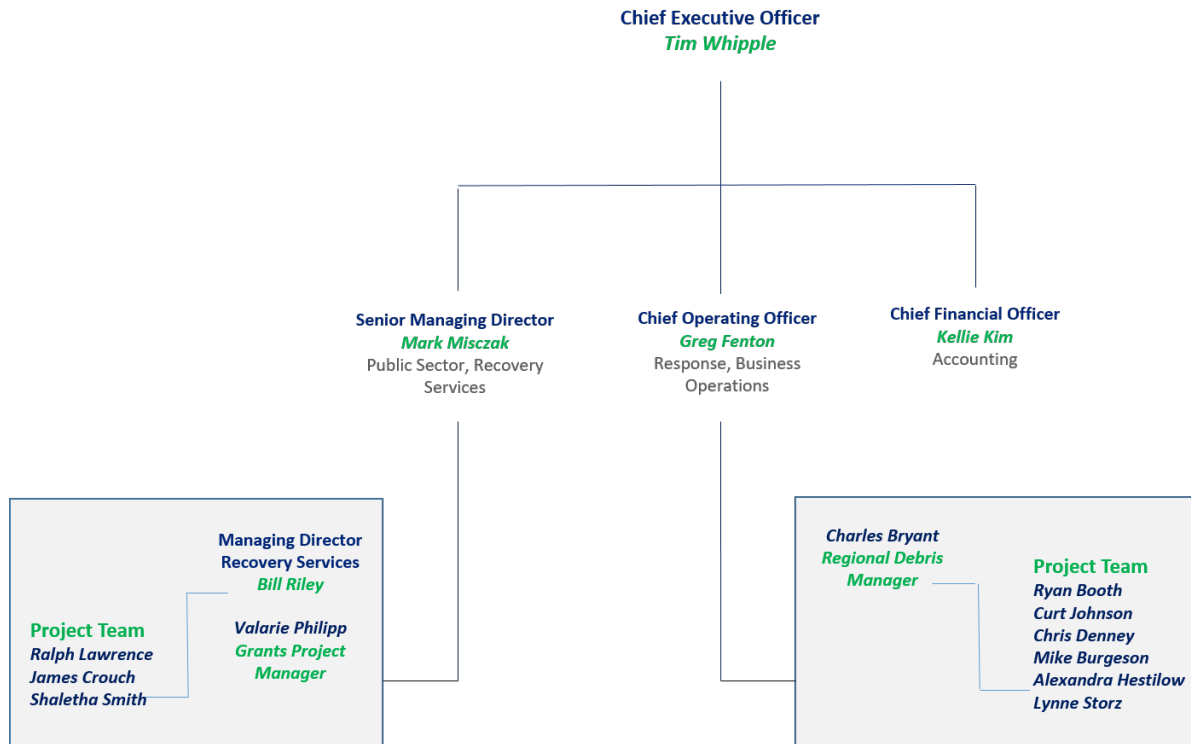 Chief Executive Officer
Tim Whipple
Senior Managing Director
Mark Misczak
Public Sector, Recovery
Services
Chief Operating Officer
Greg Fenton
Response, Business
Operations
Chief Financial Officer
Kellie Kim
Accounting
Managing Director
Recovery Services
Bill Riley
Valarie Philipp
Grants Project
Manager
Project Team
Ralph Lawrence
James Crouch
Shaletha Smith
Charles Bryant
Regional Debris
Manager
Project Team
Ryan Booth
Curt Johnson
Chris Denney
Mike Burgeson
Alexandra Hestilow
Lynne Storz